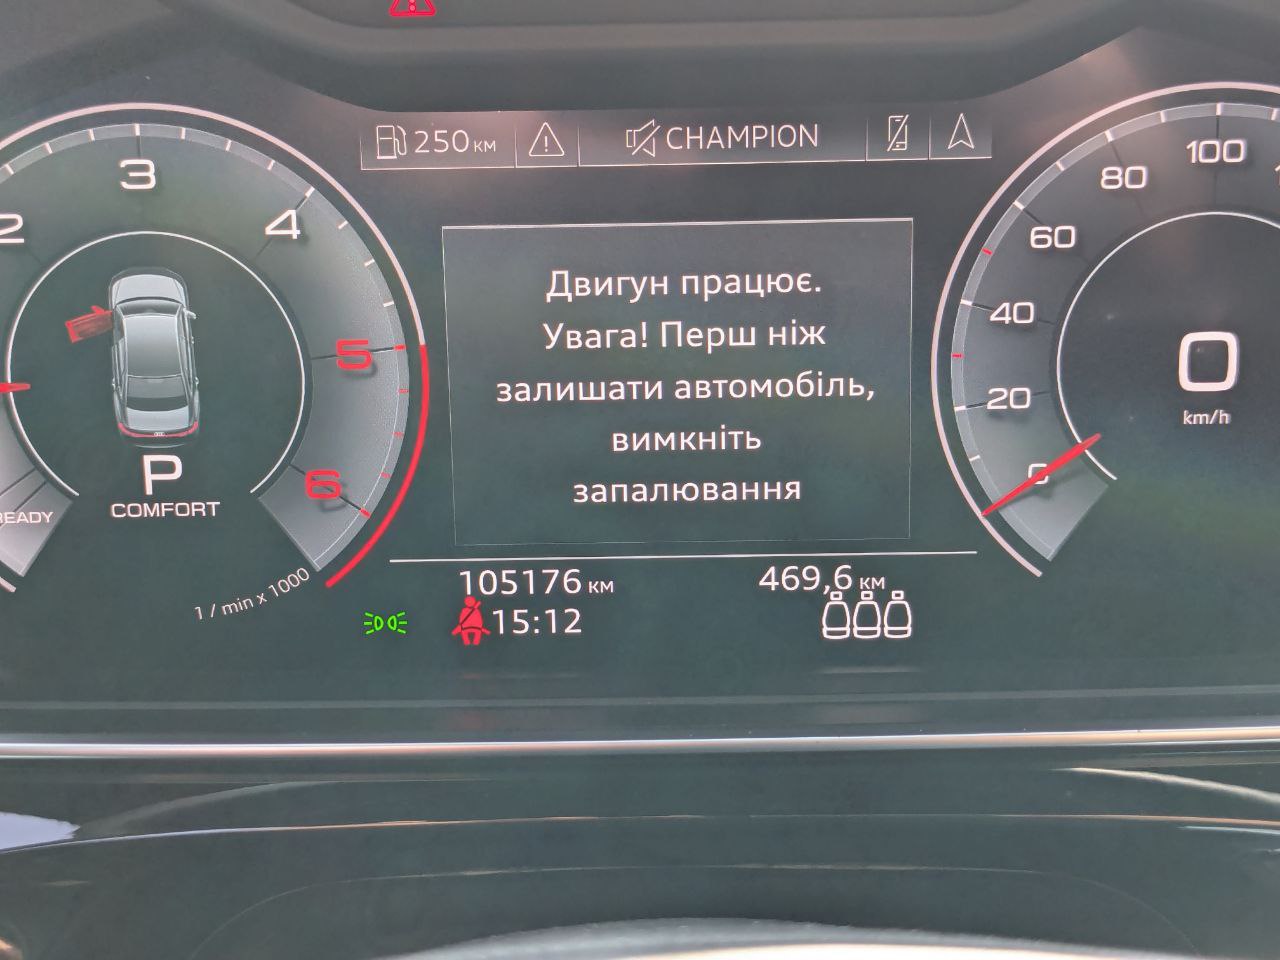 250 км
CHAMPION
2
3
4
5
6
P
COMFORT
READY
1 / min x 1000
Двигун працює.
Увага! Перш ніж
залишати автомобіль,
вимкніть
запалювання
100
80
60
40
20
0
0
km/h
105176 км
469,6 км
15:12